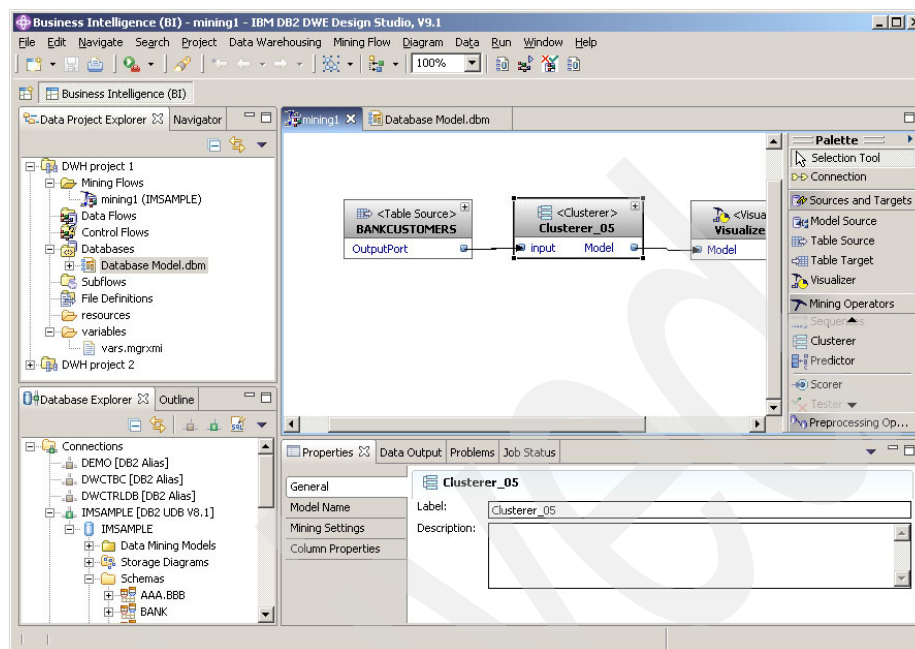 Business Intelligence (BI) - mining1 - IBM DB2 DWE Design Studio, V9.1
File Edit Navigate Search Project Data Warehousing Mining Flow Diagram Data Run Window Help
100%
Business Intelligence (BI)
Data Project Explorer Navigator
DWH project 1
Mining Flows
mining1 (IMSAMPLE)
Data Flows
Control Flows
Databases
Database Model.dbm
Subflows
File Definitions
resources
variables
vars.mgrxmi
DWH project 2
Database Explorer Outline
Connections
DEMO [DB2 Alias]
DWCTBC [DB2 Alias]
DWCTRLDB [DB2 Alias]
IMSAMPLE [DB2 UDB V8.1]
IMSAMPLE
Data Mining Models
Storage Diagrams
Schemas
AAA.BBB
BANK
mining1 Database Model.dbm
<Table Source>
BANKCUSTOMERS
OutputPort
<Clusterer>
Clusterer_05
input Model
<Visua
Visualize
Model
Palette
Selection Tool
Connection
Sources and Targets
Model Source
Table Source
Table Target
Visualizer
Mining Operators
Sequences
Clusterer
Predictor
Scorer
Tester
Preprocessing Op...
Properties Data Output Problems Job Status
General
Model Name
Mining Settings
Column Properties
Clusterer_05
Label: Clusterer_05
Description: